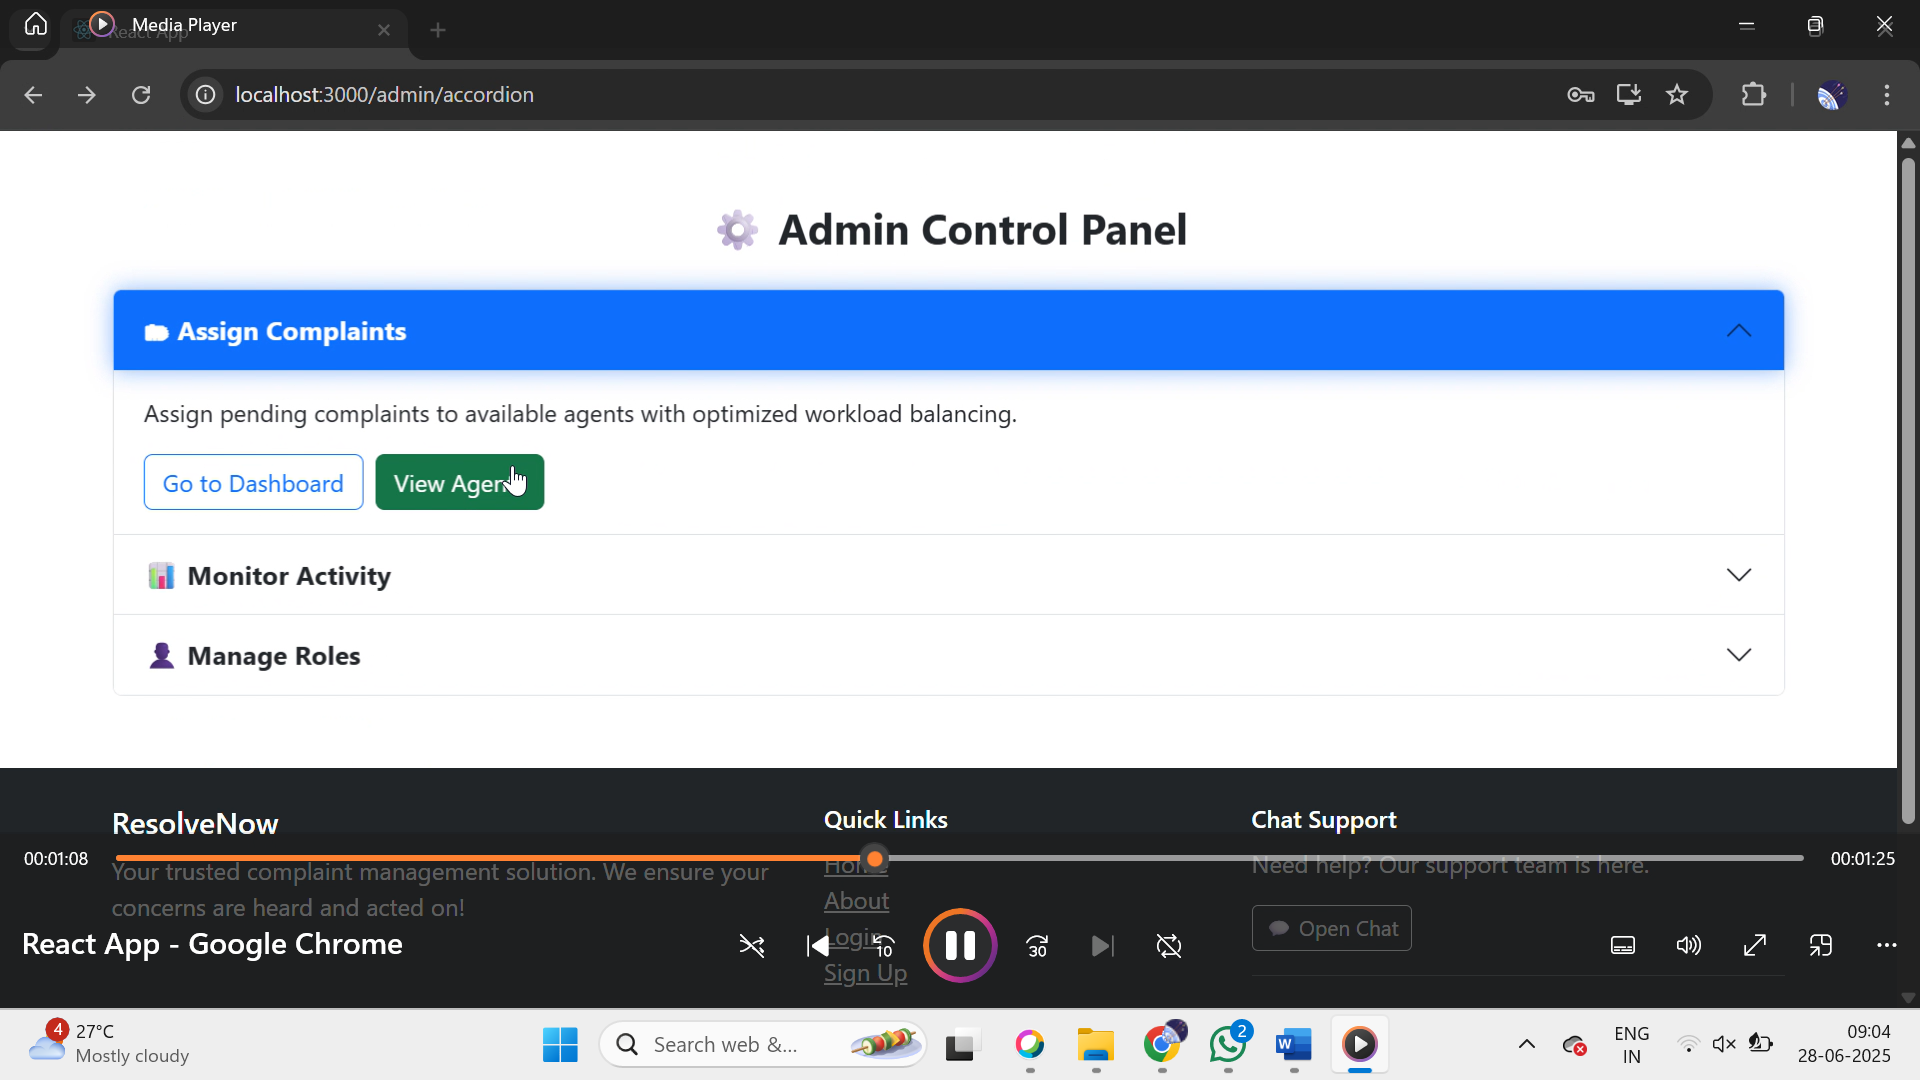 Media Player
React App
localhost:3000/admin/accordion
Admin Control Panel
Assign Complaints
Assign pending complaints to available agents with optimized workload balancing.
Go to Dashboard
View
Monitor Activity
Manage Roles
ResolveNow
Quick Links
Chat Support
00:01:08
00:01:25
Your trusted complaint management solution. We ensure your
concerns are heard and acted on!
Home
About
Login
Sign Up
Need help? Our support team is here.
Open Chat
React App - Google Chrome
10
30
4
27°C
Mostly cloudy
Search web &...
2
W
ENG
IN
09:04
28-06-2025